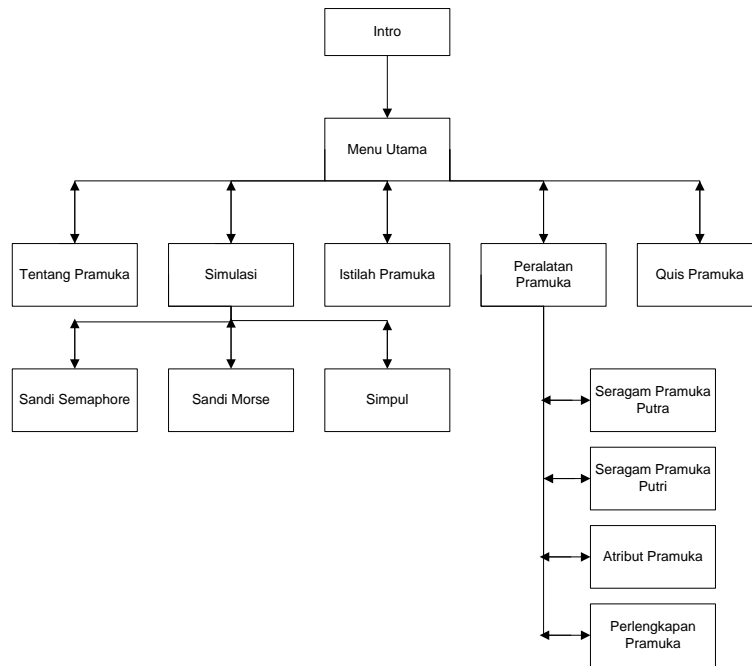 Intro
Menu Utama
Tentang Pramuka
Simulasi
Istilah Pramuka
Peralatan
Pramuka
Quis Pramuka
Sandi Semaphore
Sandi Morse
Simpul
Seragam Pramuka
Putra
Seragam Pramuka
Putri
Atribut Pramuka
Perlengkapan
Pramuka